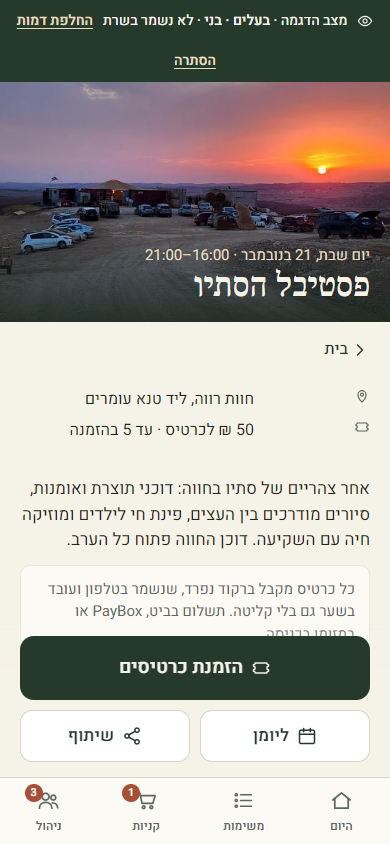 מצב הדגמה · בעלים · בני · לא נשמר בשרת החלפת דמות
הסתרה
יום שבת, 21 בנובמבר · 16:00–21:00
פסטיבל הסתיו
בית
חוות רווה, ליד טנא עומרים
50 ₪ לכרטיס · עד 5 בהזמנה
אחר צהריים של סתיו בחווה: דוכני תוצרת ואומנות,
סיורים מודרכים בין העצים, פינת חי לילדים ומוזיקה
חיה עם השקיעה. דוכן החווה פתוח כל הערב.
כל כרטיס מקבל ברקוד נפרד, שנשמר בטלפון ועובד
בשער גם בלי קליטה. תשלום בביט, PayBox או
במזומן בכניסה.
הזמנת כרטיסים
ליומן
שיתוף
היום
משימות
1
קניות
3
ניהול